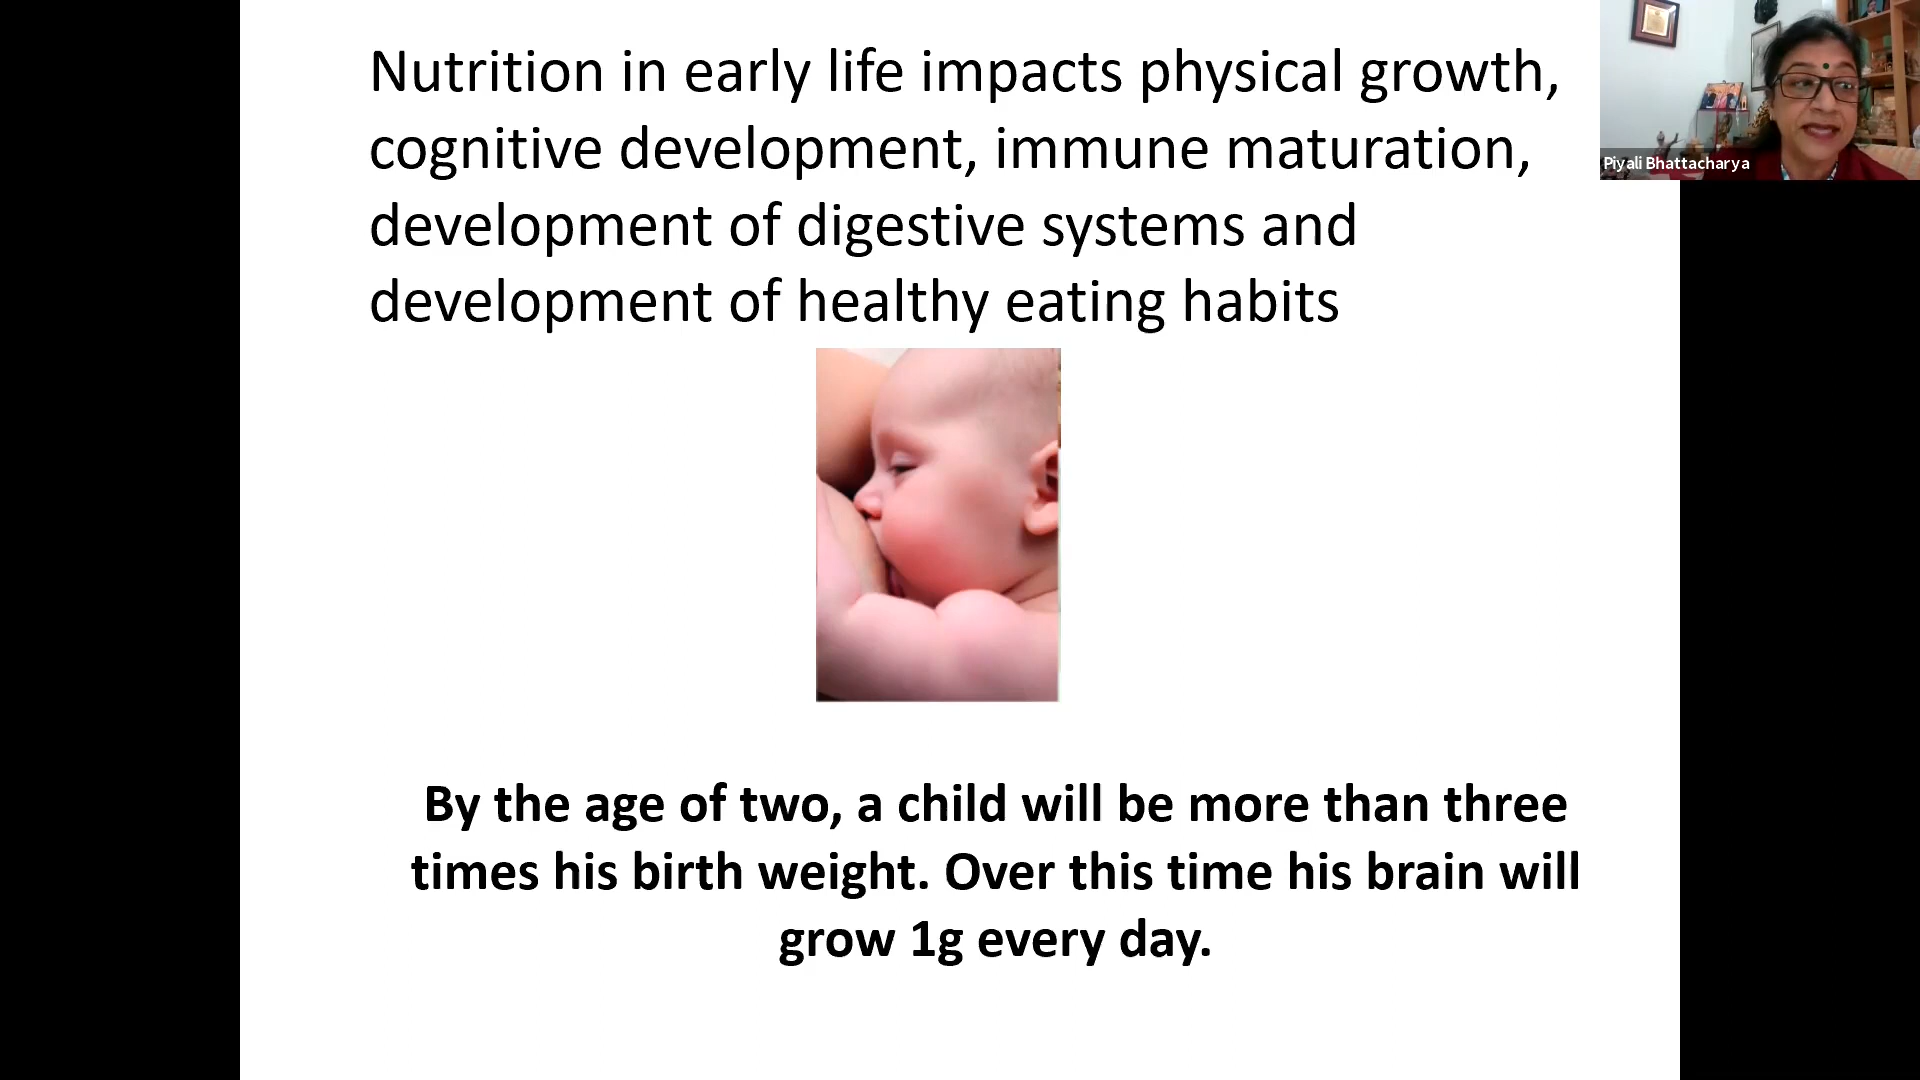 Nutrition in early life impacts physical growth,
cognitive development, immune maturation,
development of digestive systems and
development of healthy eating habits
Piyali Bhattacharya
By the age of two, a child will be more than three
times his birth weight. Over this time his brain will
grow 1g every day.